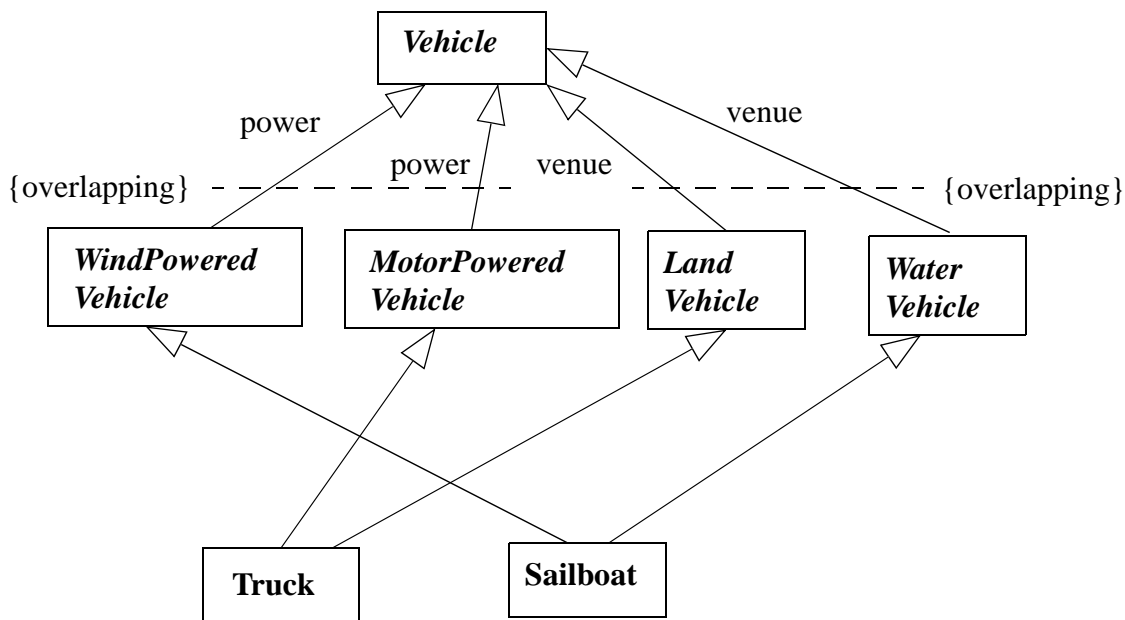 Vehicle
power
venue
power
venue
{overlapping}
{overlapping}
WindPowered
Vehicle
MotorPowered
Vehicle
Land
Vehicle
Water
Vehicle
Truck
Sailboat